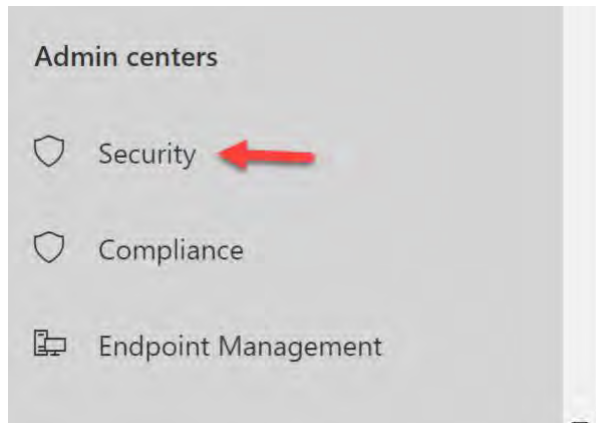 Admin centers
Security
Compliance
Endpoint Management